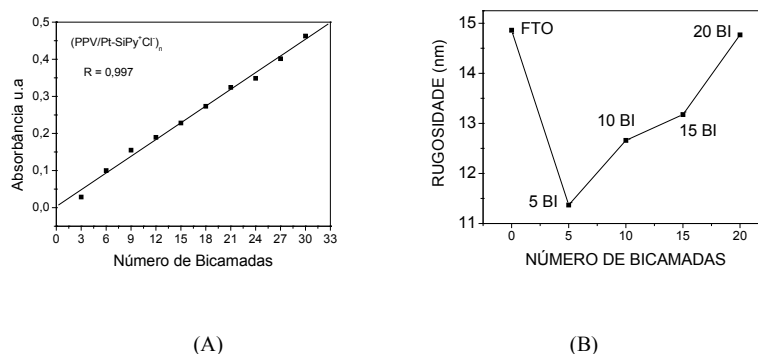 0,5
0,4
0,3
0,2
0,1
0,0
Absorbância u.a
(PPV/Pt-SiPy⁺Cl⁻)ₙ
R = 0,997
0 3 6 9 12 15 18 21 24 27 30 33
Número de Bicamadas
(A)
15
14
13
12
11
RUGOSIDADE (nm)
FTO
5 BI
10 BI
15 BI
20 BI
0 5 10 15 20
NÚMERO DE BICAMADAS
(B)